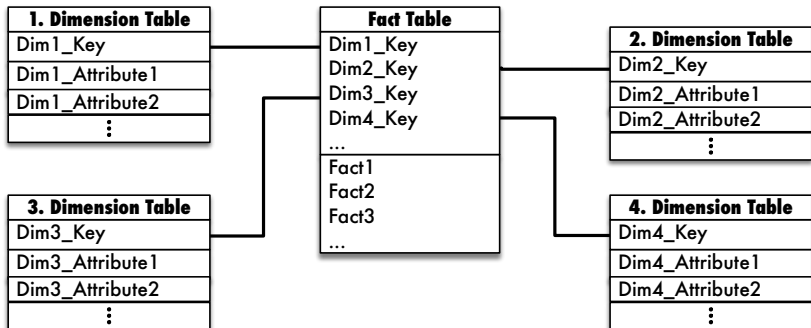 1. Dimension Table
Dim1_Key
Dim1_Attribute1
Dim1_Attribute2
⋮
Fact Table
Dim1_Key
Dim2_Key
Dim3_Key
Dim4_Key
...
Fact1
Fact2
Fact3
...
2. Dimension Table
Dim2_Key
Dim2_Attribute1
Dim2_Attribute2
⋮
3. Dimension Table
Dim3_Key
Dim3_Attribute1
Dim3_Attribute2
⋮
4. Dimension Table
Dim4_Key
Dim4_Attribute1
Dim4_Attribute2
⋮